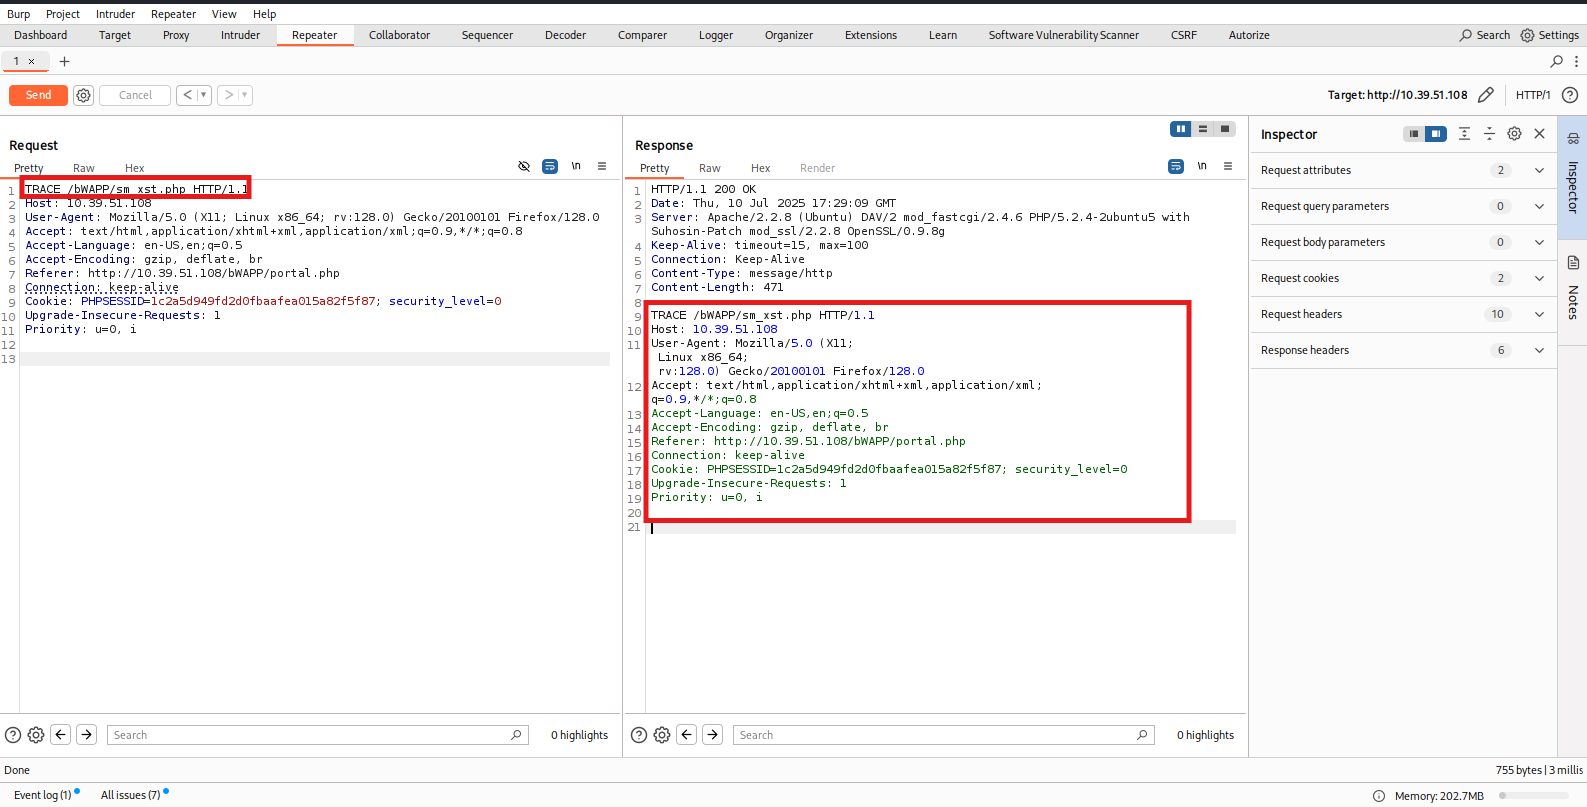 Burp Project Intruder Repeater View Help
Dashboard Target Proxy Intruder Repeater Collaborator Sequencer Decoder Comparer Logger Organizer Extensions Learn Software Vulnerability Scanner CSRF Autorize Search Settings
1 × +
Send Cancel < > Target: http://10.39.51.108 HTTP/1 ?
Request
Pretty Raw Hex \n
1 TRACE /bWAPP/sm_xst.php HTTP/1.1
2 Host: 10.39.51.108
3 User-Agent: Mozilla/5.0 (X11; Linux x86_64; rv:128.0) Gecko/20100101 Firefox/128.0
4 Accept: text/html,application/xhtml+xml,application/xml;q=0.9,*/*;q=0.8
5 Accept-Language: en-US,en;q=0.5
6 Accept-Encoding: gzip, deflate, br
7 Referer: http://10.39.51.108/bWAPP/portal.php
8 Connection: keep-alive
9 Cookie: PHPSESSID=1c2a5d949fd2d0fbaafea015a82f5f87; security_level=0
10 Upgrade-Insecure-Requests: 1
11 Priority: u=0, i
12
13
? Search 0 highlights
Response
Pretty Raw Hex Render \n
1 HTTP/1.1 200 OK
2 Date: Thu, 10 Jul 2025 17:29:09 GMT
3 Server: Apache/2.2.8 (Ubuntu) DAV/2 mod_fastcgi/2.4.6 PHP/5.2.4-2ubuntu5 with
Suhosin-Patch mod_ssl/2.2.8 OpenSSL/0.9.8g
4 Keep-Alive: timeout=15, max=100
5 Connection: Keep-Alive
6 Content-Type: message/http
7 Content-Length: 471
8
9 TRACE /bWAPP/sm_xst.php HTTP/1.1
10 Host: 10.39.51.108
11 User-Agent: Mozilla/5.0 (X11;
Linux x86_64;
rv:128.0) Gecko/20100101 Firefox/128.0
12 Accept: text/html,application/xhtml+xml,application/xml;
q=0.9,*/*;q=0.8
13 Accept-Language: en-US,en;q=0.5
14 Accept-Encoding: gzip, deflate, br
15 Referer: http://10.39.51.108/bWAPP/portal.php
16 Connection: keep-alive
17 Cookie: PHPSESSID=1c2a5d949fd2d0fbaafea015a82f5f87; security_level=0
18 Upgrade-Insecure-Requests: 1
19 Priority: u=0, i
20
21
? Search 0 highlights
Inspector
Request attributes 2
Request query parameters 0
Request body parameters 0
Request cookies 2
Request headers 10
Response headers 6
Inspector
Notes
Done 755 bytes | 3 millis
Event log (1) All issues (7) Memory: 202.7MB